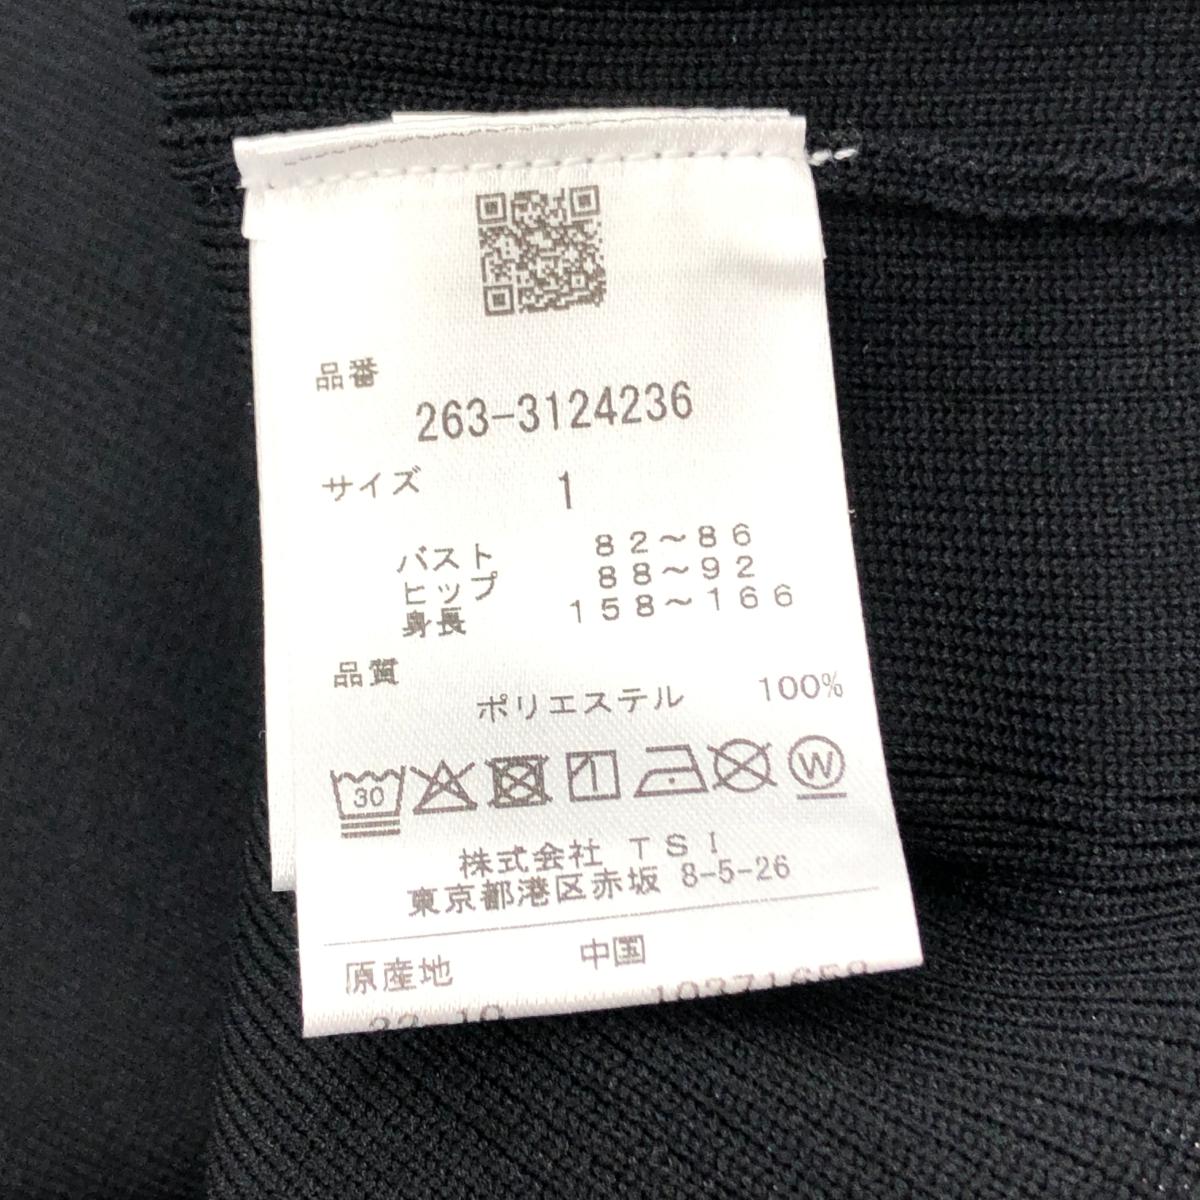 品番
263-3124236
サイズ 1
バスト 82～86
ヒップ 88～92
身長 158～166
品質
ポリエステル 100%
30 W
株式会社 TSI
東京都港区赤坂 8-5-26
原産地 中国